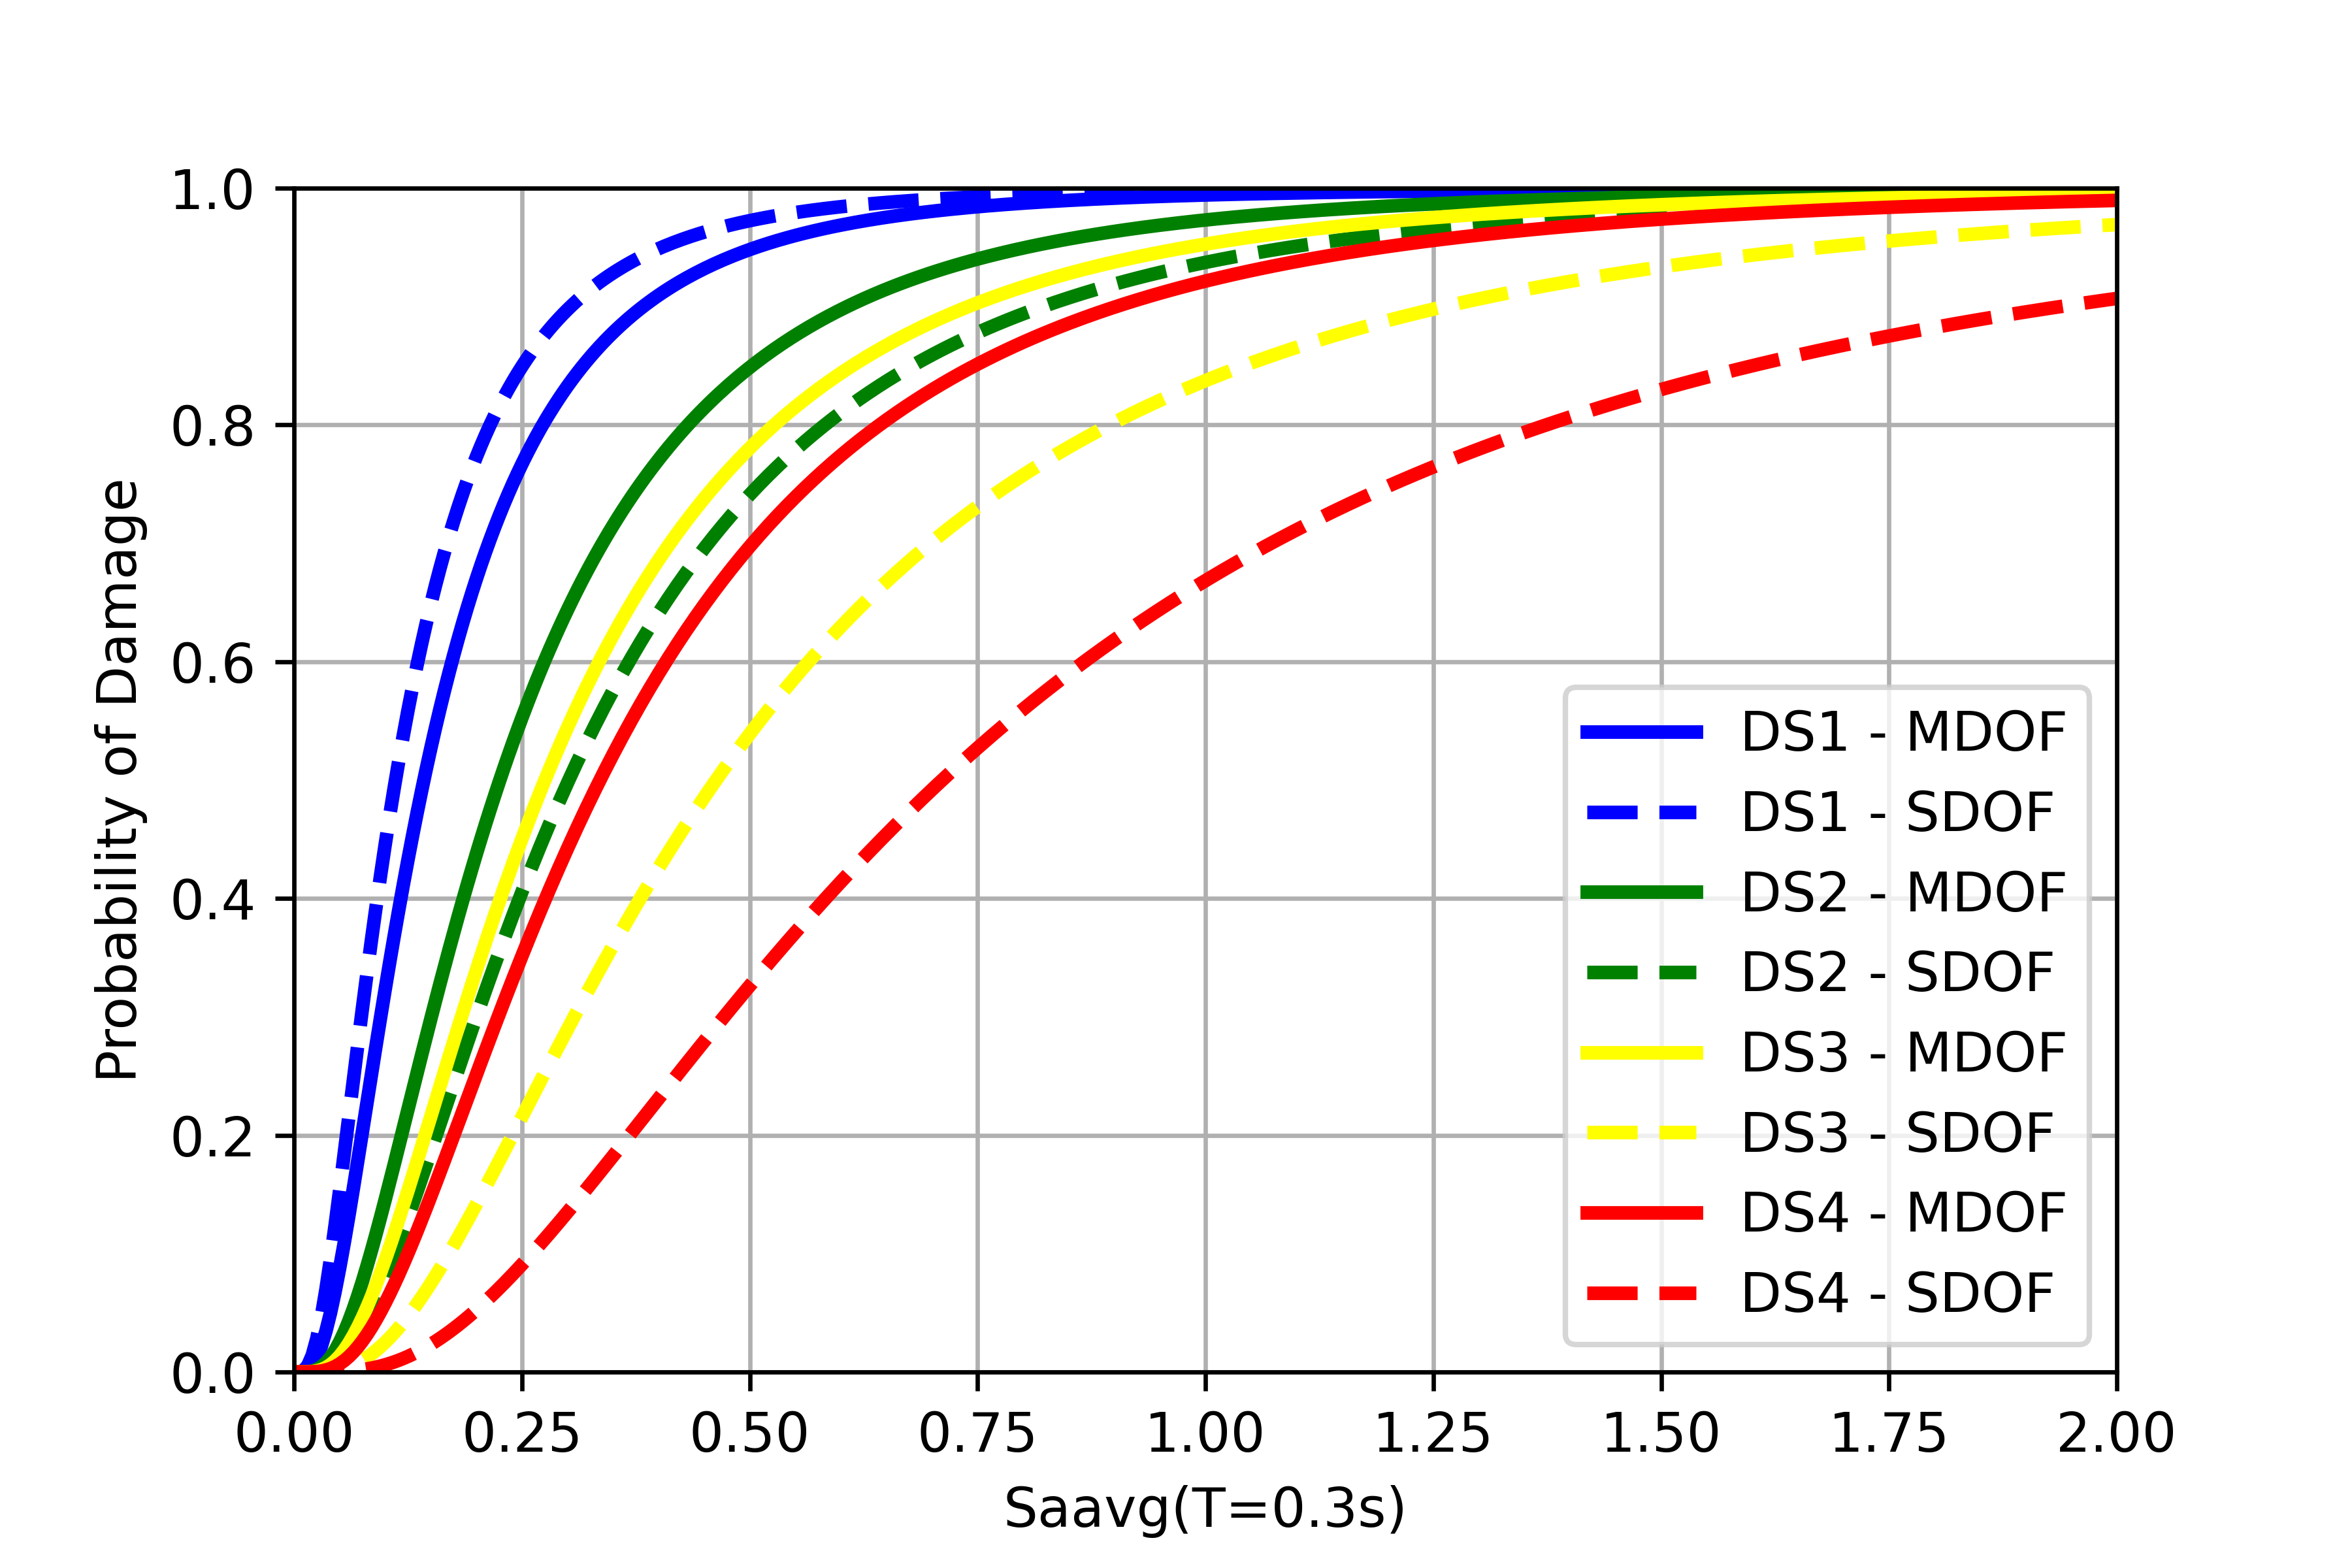 1.0
0.8
0.6
0.4
0.2
0.0
Probability of Damage
DS1 - MDOF
DS1 - SDOF
DS2 - MDOF
DS2 - SDOF
DS3 - MDOF
DS3 - SDOF
DS4 - MDOF
DS4 - SDOF
0.00 0.25 0.50 0.75 1.00 1.25 1.50 1.75 2.00
Saavg(T=0.3s)